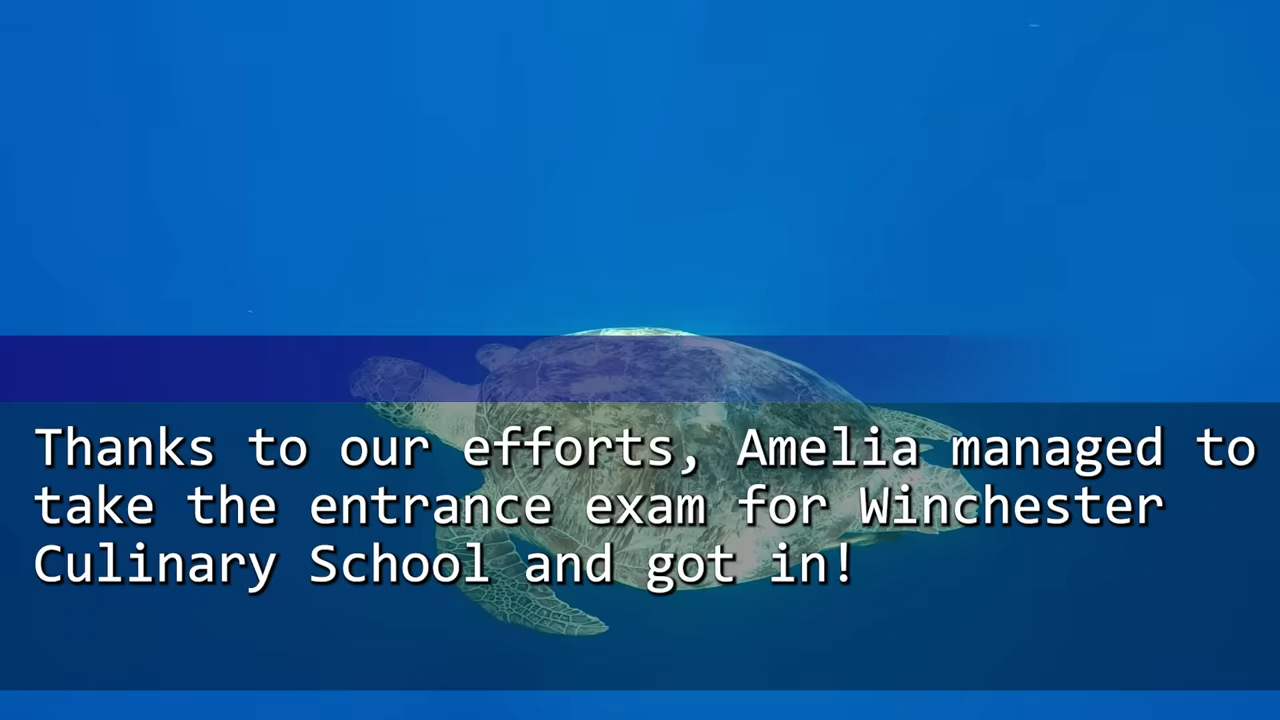 Thanks to our efforts, Amelia managed to
take the entrance exam for Winchester
Culinary School and got in!